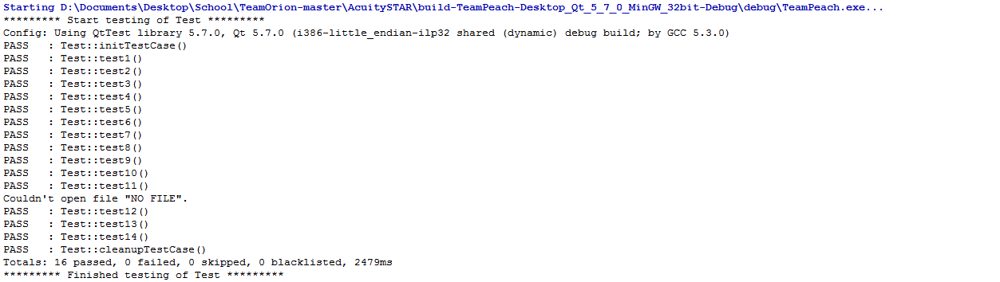 Starting D:\Documents\Desktop\School\TeamOrion-master\AcuitySTAR\build-TeamPeach-Desktop_Qt_5_7_0_MinGW_32bit-Debug\debug\TeamPeach.exe...
********* Start testing of Test *********
Config: Using QtTest library 5.7.0, Qt 5.7.0 (i386-little_endian-ilp32 shared (dynamic) debug build; by GCC 5.3.0)
PASS   : Test::initTestCase()
PASS   : Test::test1()
PASS   : Test::test2()
PASS   : Test::test3()
PASS   : Test::test4()
PASS   : Test::test5()
PASS   : Test::test6()
PASS   : Test::test7()
PASS   : Test::test8()
PASS   : Test::test9()
PASS   : Test::test10()
PASS   : Test::test11()
Couldn't open file "NO FILE".
PASS   : Test::test12()
PASS   : Test::test13()
PASS   : Test::test14()
PASS   : Test::cleanupTestCase()
Totals: 16 passed, 0 failed, 0 skipped, 0 blacklisted, 2479ms
********* Finished testing of Test *********